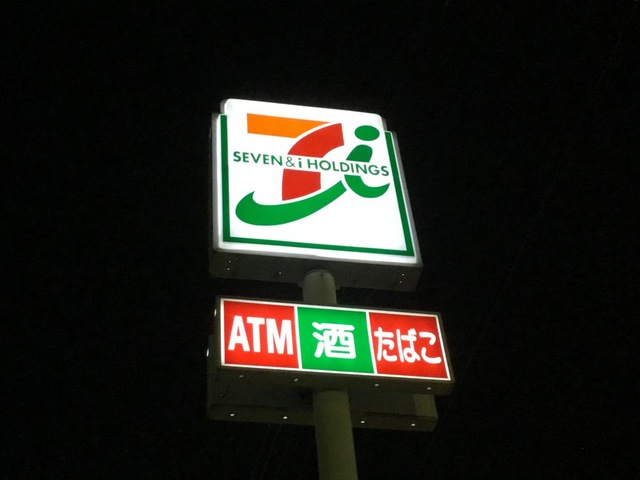 SEVEN & i HOLDINGS
ATM 酒 たばこ